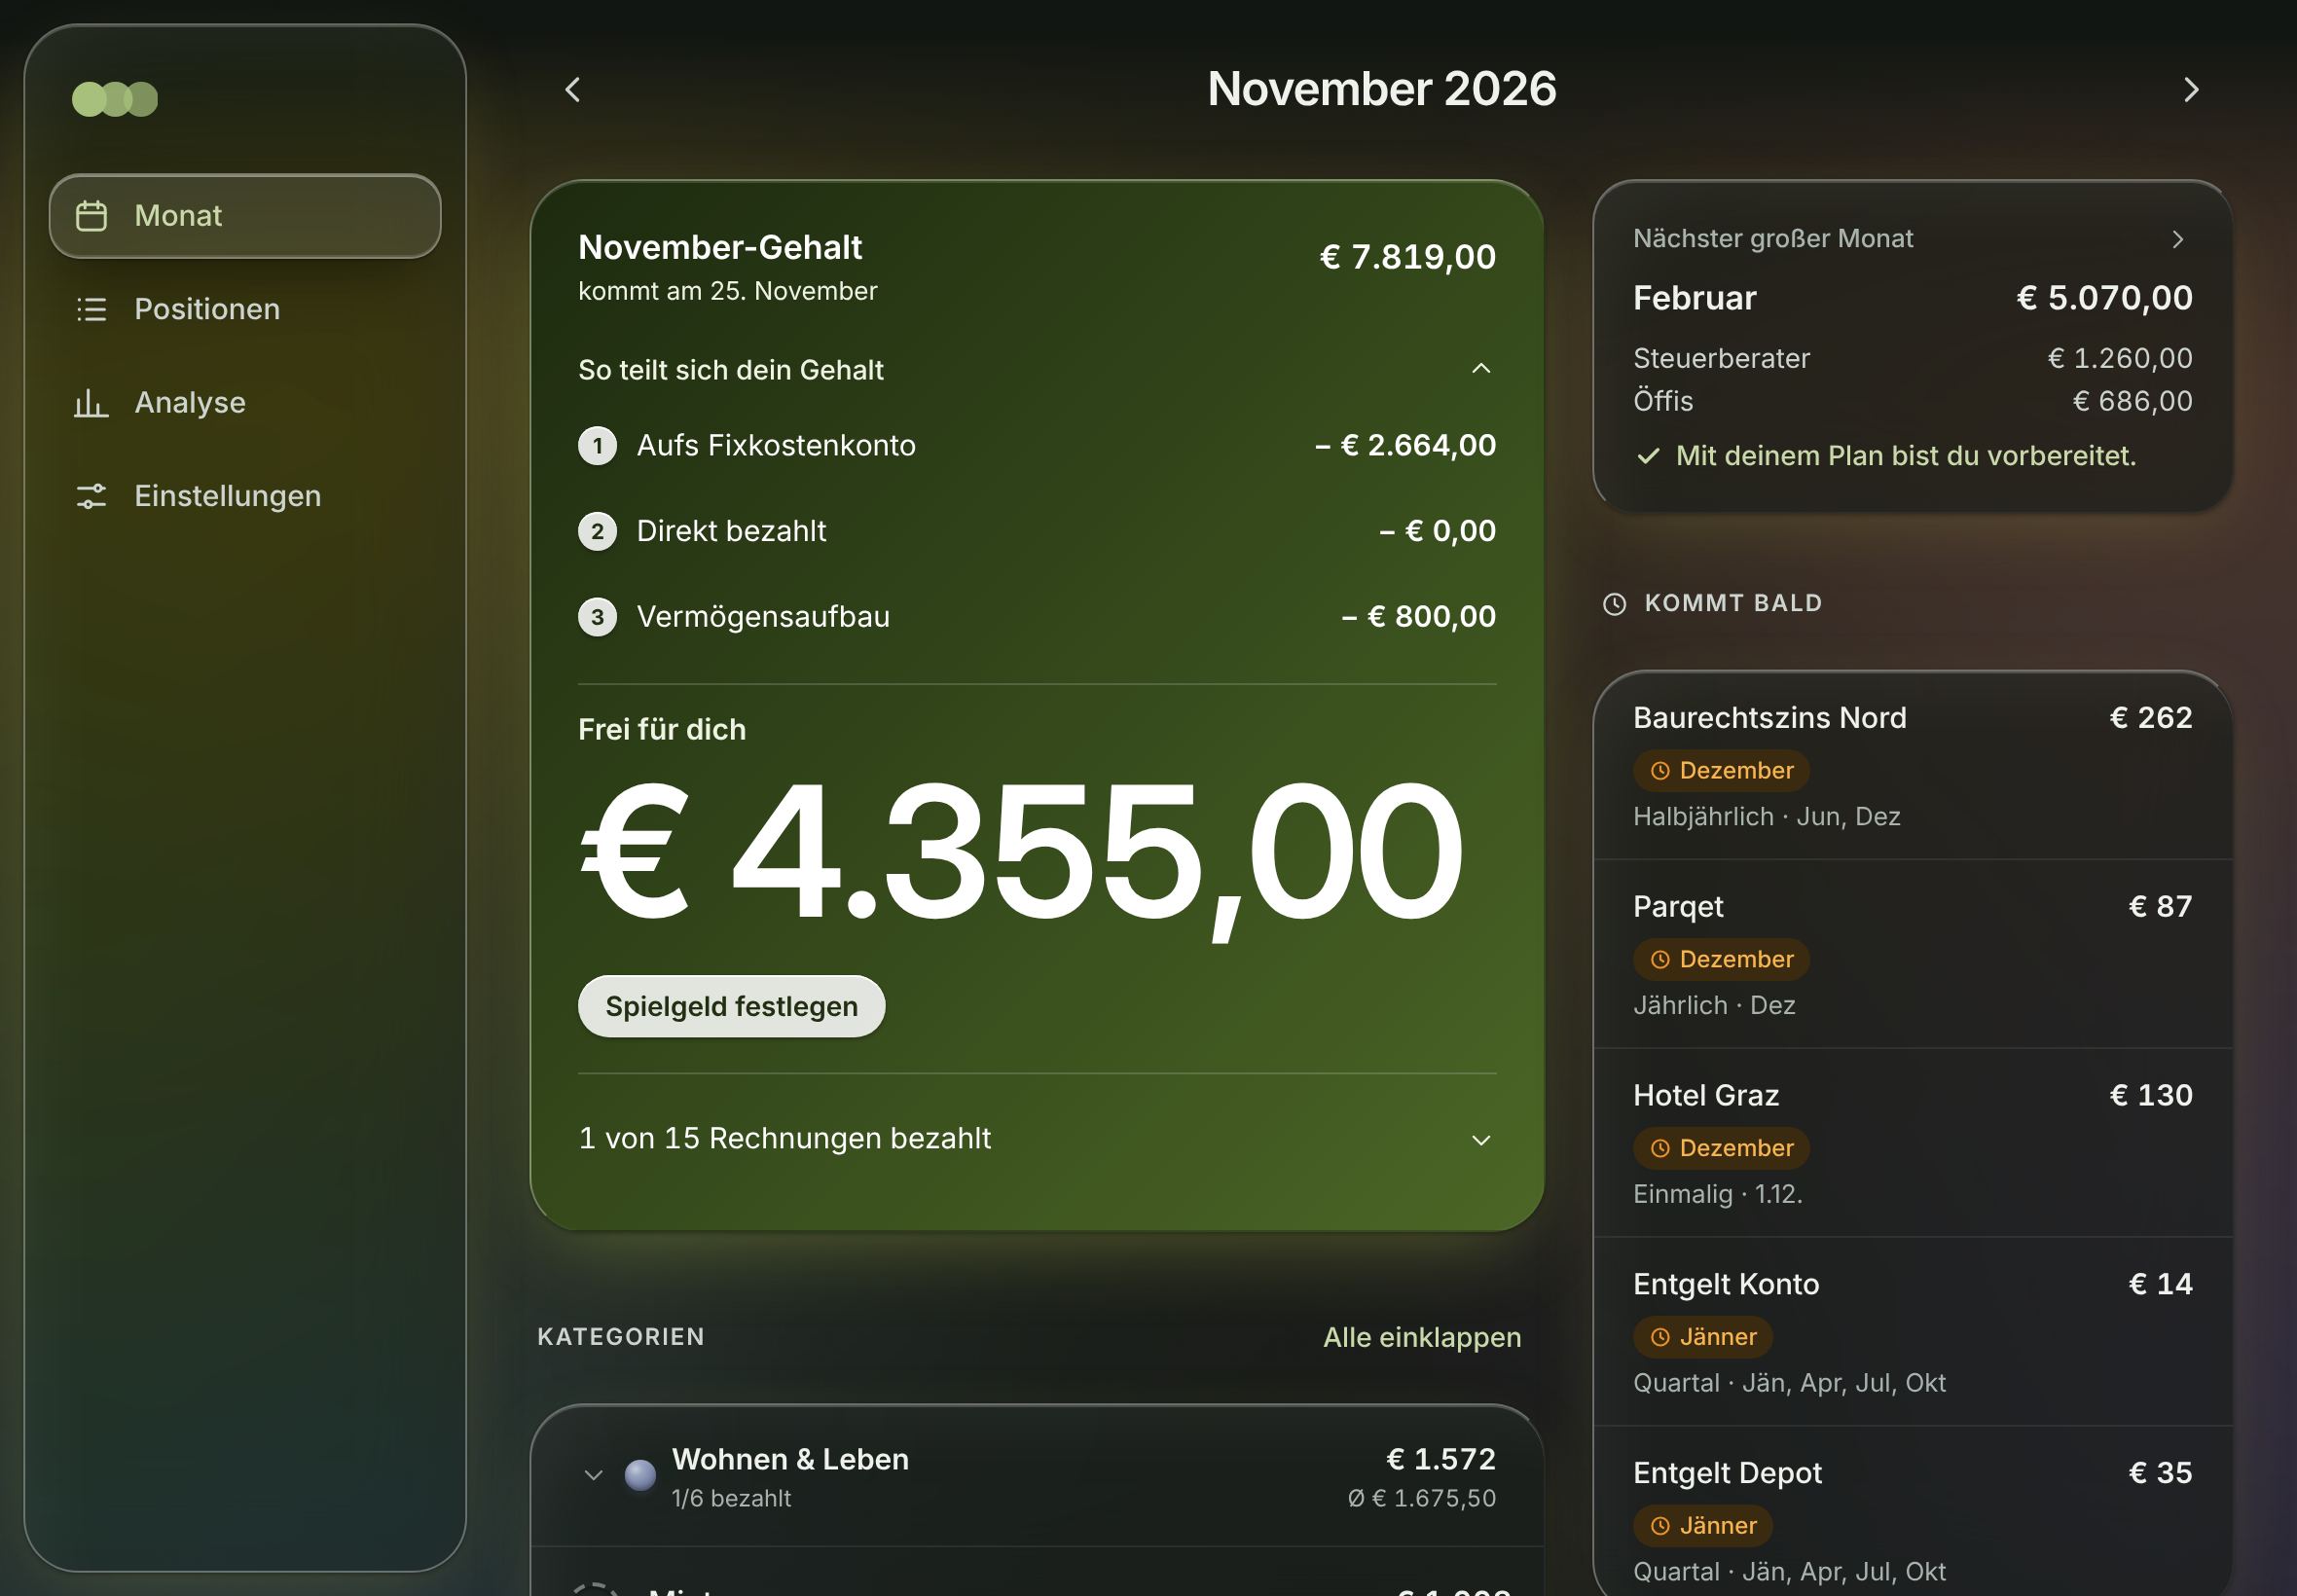 Monat
Positionen
Analyse
Einstellungen
November 2026
November-Gehalt
€ 7.819,00
kommt am 25. November
So teilt sich dein Gehalt
1 Aufs Fixkostenkonto – € 2.664,00
2 Direkt bezahlt – € 0,00
3 Vermögensaufbau – € 800,00
Frei für dich
€ 4.355,00
Spielgeld festlegen
1 von 15 Rechnungen bezahlt
KATEGORIEN Alle einklappen
Wohnen & Leben € 1.572
1/6 bezahlt Ø € 1.675,50
Nächster großer Monat
Februar € 5.070,00
Steuerberater € 1.260,00
Öffis € 686,00
Mit deinem Plan bist du vorbereitet.
KOMMT BALD
Baurechtszins Nord € 262
Dezember
Halbjährlich · Jun, Dez
Parqet € 87
Dezember
Jährlich · Dez
Hotel Graz € 130
Dezember
Einmalig · 1.12.
Entgelt Konto € 14
Jänner
Quartal · Jän, Apr, Jul, Okt
Entgelt Depot € 35
Jänner
Quartal · Jän, Apr, Jul, Okt